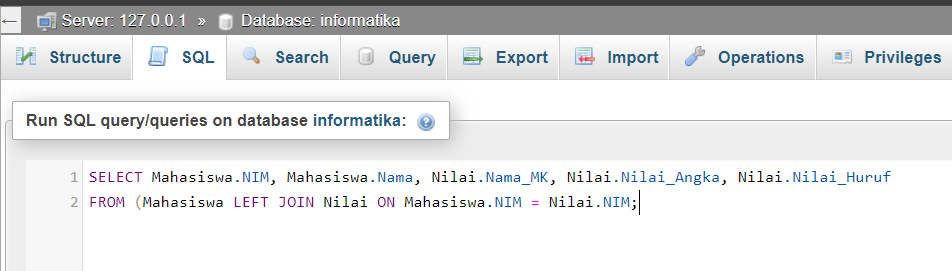 ← Server: 127.0.0.1 » Database: informatika
Structure SQL Search Query Export Import Operations Privileges
Run SQL query/queries on database informatika:
1 SELECT Mahasiswa.NIM, Mahasiswa.Nama, Nilai.Nama_MK, Nilai.Nilai_Angka, Nilai.Nilai_Huruf
2 FROM (Mahasiswa LEFT JOIN Nilai ON Mahasiswa.NIM = Nilai.NIM;